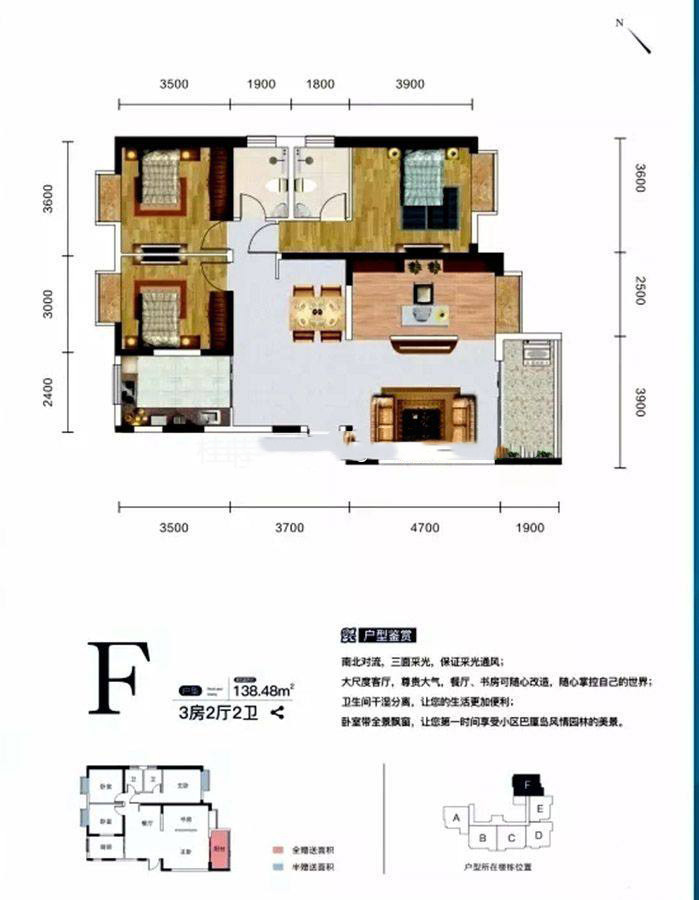 N
3500 1900 1800 3900
3600
3000
2400
3600
2500
3900
3500 3700 4700 1900
F
户型
138.48m²
3房2厅2卫
户型鉴赏
南北对流，三面采光，保证采光通风；
大尺度客厅，尊贵大气，餐厅、书房可随心改造，随心掌控自己的世界；
卫生间干湿分离，让您的生活更加便利；
卧室带全景飘窗，让您第一时间享受小区巴厘岛风情园林的美景。
卧室 卫 卫 主卧
卧室 餐厅 书房
阳台
全赠送面积
半赠送面积
F
A E
B C D
户型所在楼栋位置